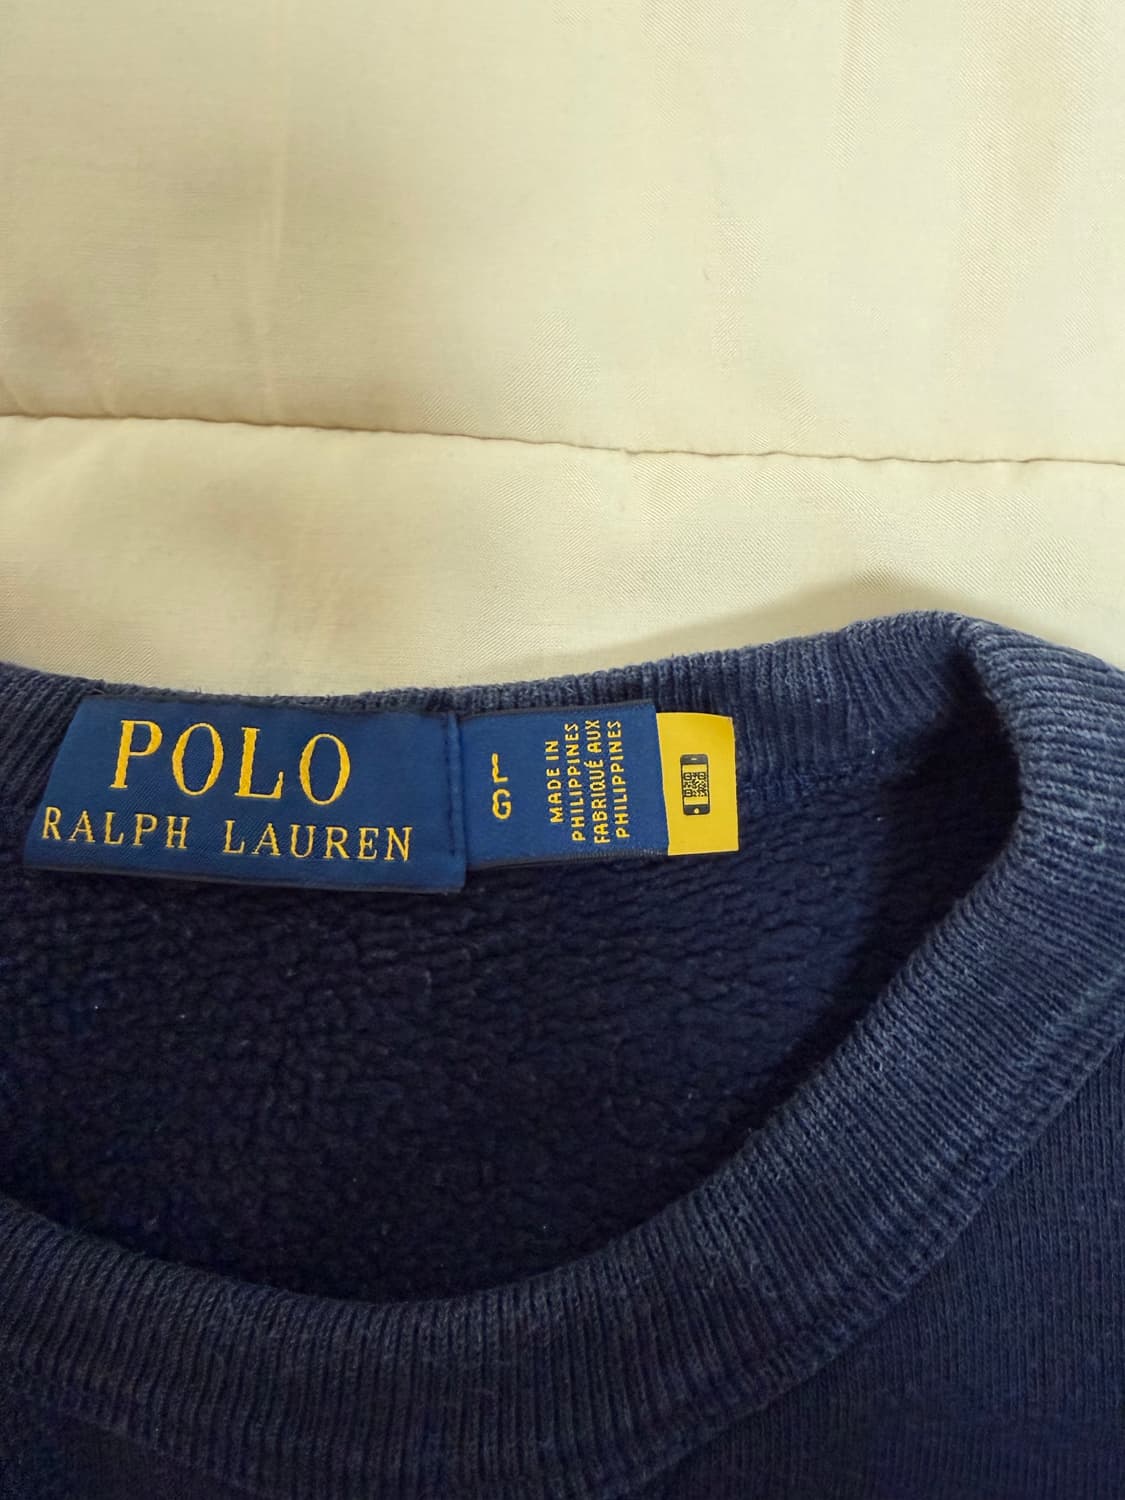 POLO
RALPH LAUREN
L
G
MADE IN
PHILIPPINES
FABRIQUÉ AUX
PHILIPPINES